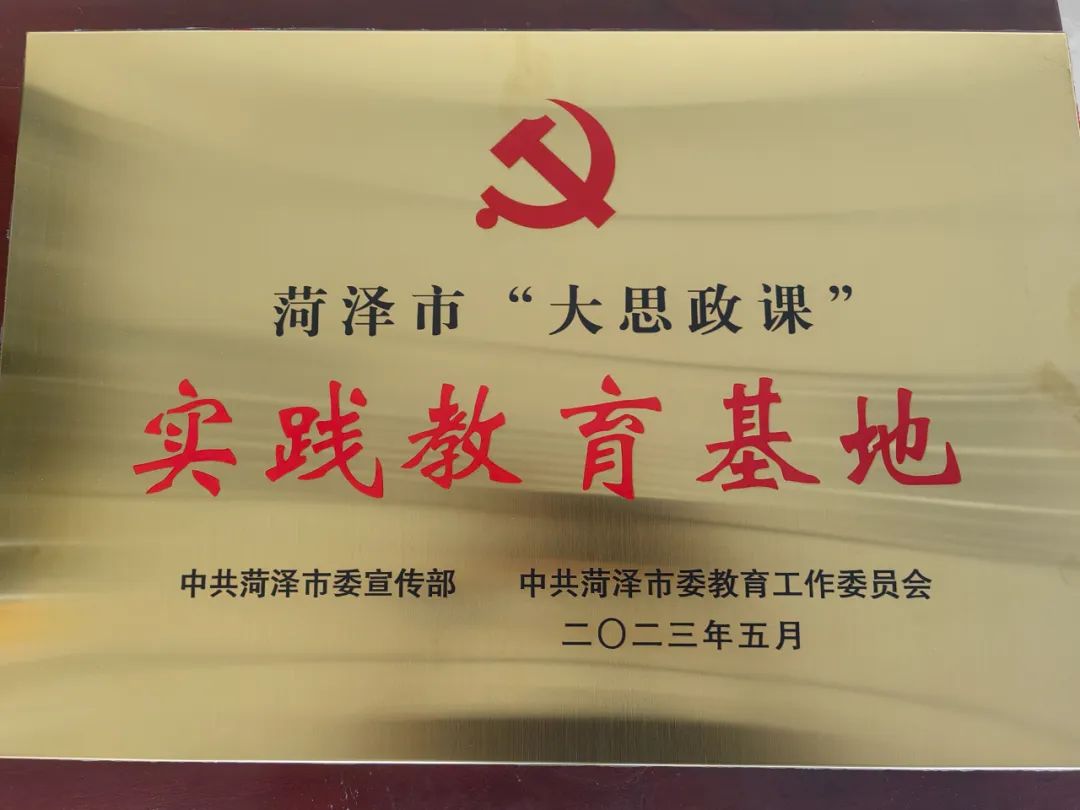 菏泽市“大思政课”
实践教育基地
中共菏泽市委宣传部 中共菏泽市委教育工作委员会
二〇二三年五月